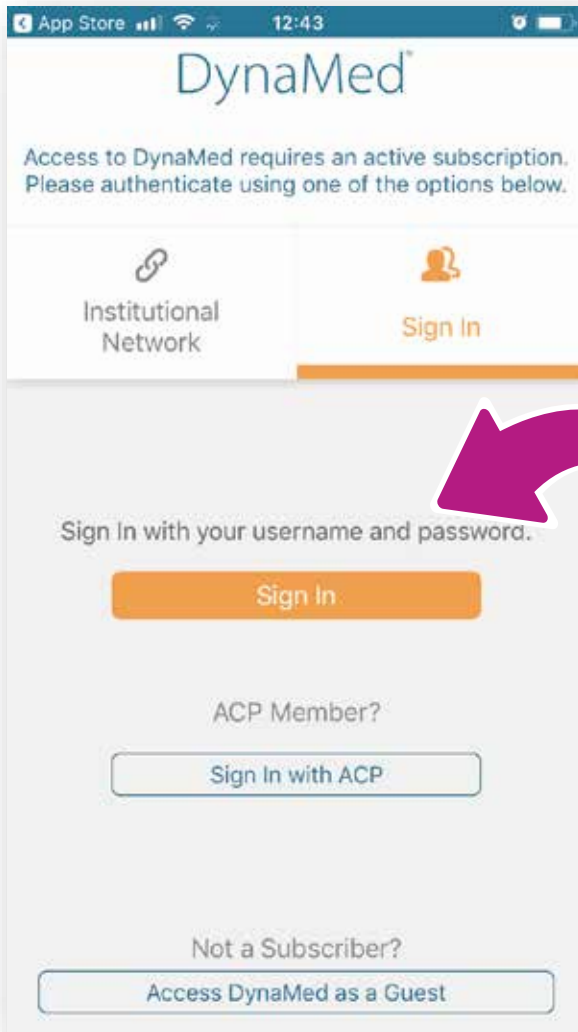 App Store 12:43
DynaMed
Access to DynaMed requires an active subscription.
Please authenticate using one of the options below.
Institutional
Network
Sign In
Sign In with your username and password.
Sign In
ACP Member?
Sign In with ACP
Not a Subscriber?
Access DynaMed as a Guest